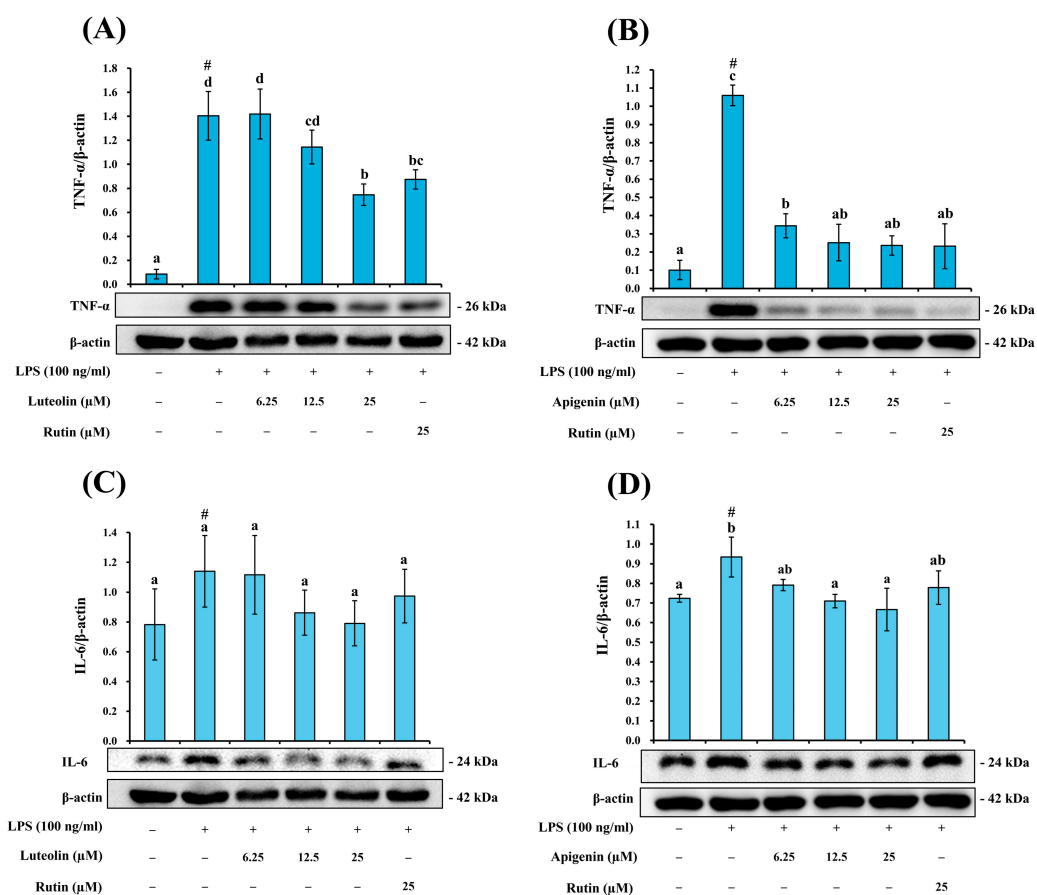 (A)
TNF-α/β-actin
1.8
1.6
1.4
1.2
1.0
0.8
0.6
0.4
0.2
0.0
#
a d d cd b bc
TNF-α - 26 kDa
β-actin - 42 kDa
LPS (100 ng/ml) – + + + + +
Luteolin (µM) – – 6.25 12.5 25 –
Rutin (µM) – – – – – 25
(B)
TNF-α/β-actin
1.2
1.1
1.0
0.9
0.8
0.7
0.6
0.5
0.4
0.3
0.2
0.1
0.0
#
a c b ab ab ab
TNF-α - 26 kDa
β-actin - 42 kDa
LPS (100 ng/ml) – + + + + +
Apigenin (µM) – – 6.25 12.5 25 –
Rutin (µM) – – – – – 25
(C)
IL-6/β-actin
1.4
1.2
1.0
0.8
0.6
0.4
0.2
0.0
#
a a a a a a
IL-6 - 24 kDa
β-actin - 42 kDa
LPS (100 ng/ml) – + + + + +
Luteolin (µM) – – 6.25 12.5 25 –
Rutin (µM) – – – – – 25
(D)
IL-6/β-actin
1.1
1.0
0.9
0.8
0.7
0.6
0.5
0.4
0.3
0.2
0.1
0.0
#
a b ab a a ab
IL-6 - 24 kDa
β-actin - 42 kDa
LPS (100 ng/ml) – + + + + +
Apigenin (µM) – – 6.25 12.5 25 –
Rutin (µM) – – – – – 25